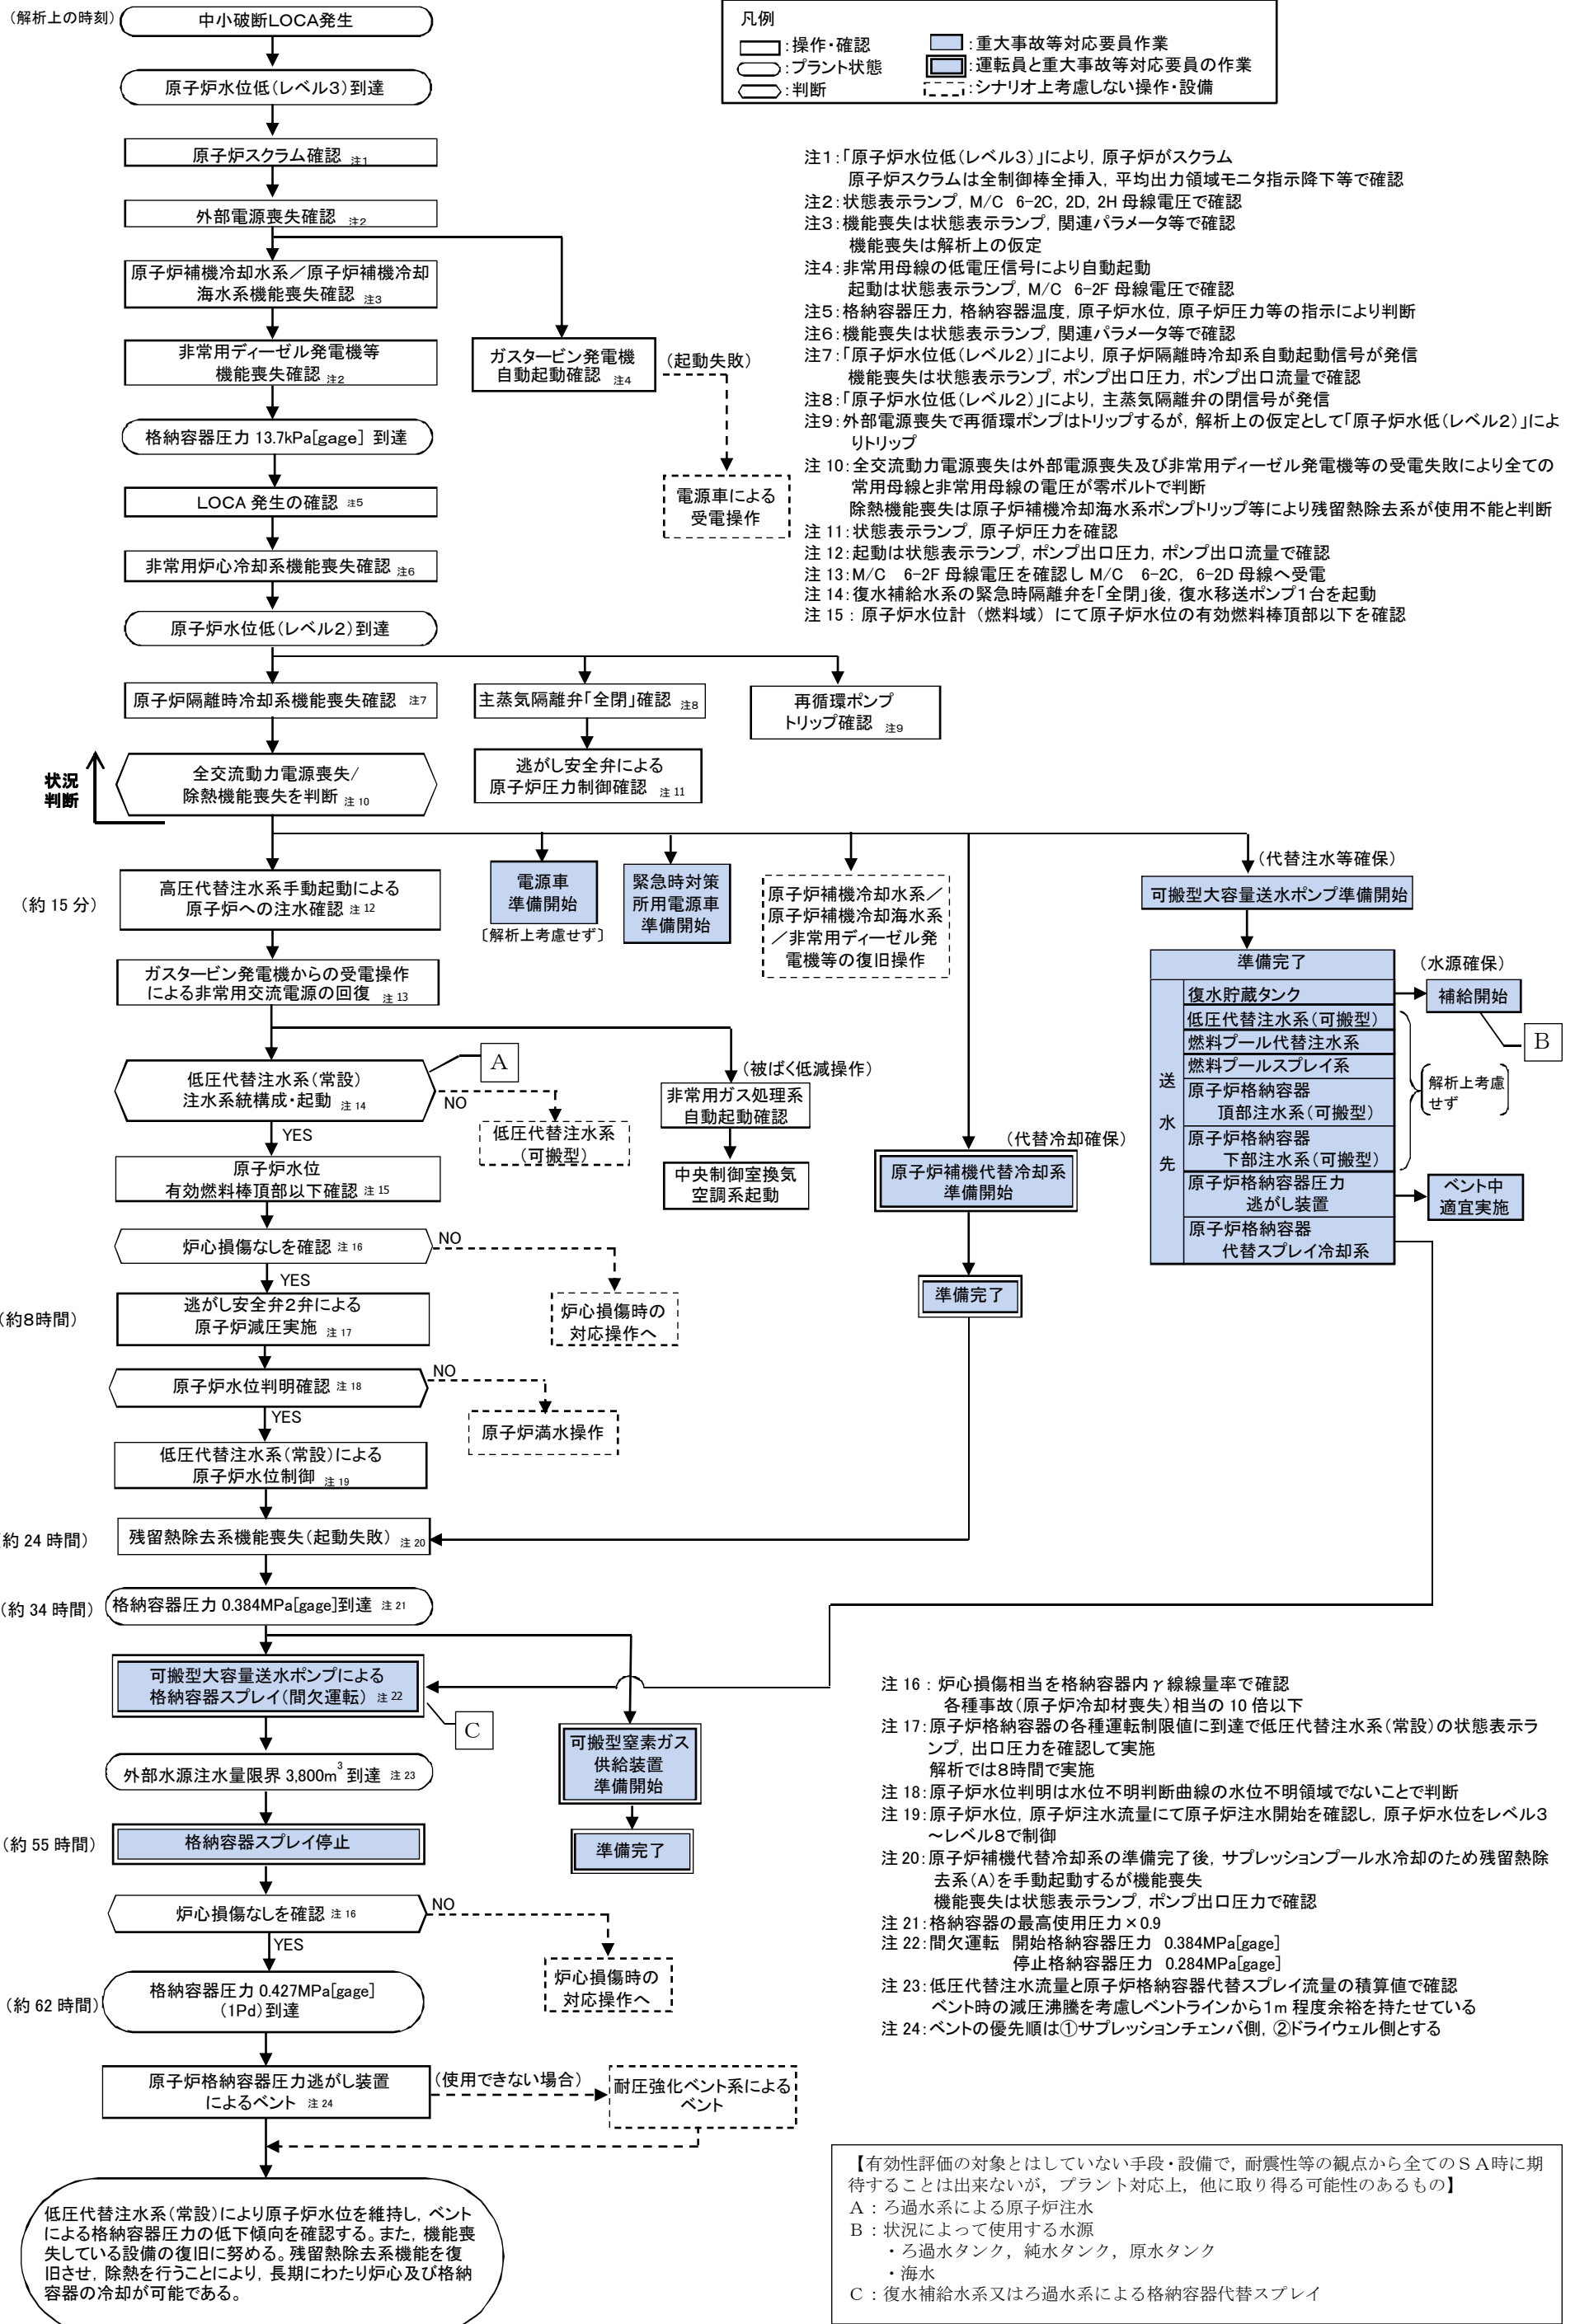 (解析上の時刻)
中小破断LOCA発生
凡例
:操作・確認
:プラント状態
:判断
:重大事故等対応要員作業
:運転員と重大事故等対応要員の作業
:シナリオ上考慮しない操作・設備
原子炉水位低(レベル3)到達
原子炉スクラム確認 注1
外部電源喪失確認 注2
原子炉補機冷却水系/原子炉補機冷却
海水系機能喪失確認 注3
非常用ディーゼル発電機等
機能喪失確認 注2
ガスタービン発電機
自動起動確認 注4
(起動失敗)
電源車による
受電操作
格納容器圧力 13.7kPa[gage] 到達
LOCA 発生の確認 注5
非常用炉心冷却系機能喪失確認 注6
原子炉水位低(レベル2)到達
注1:「原子炉水位低(レベル3)」により, 原子炉がスクラム
原子炉スクラムは全制御棒全挿入, 平均出力領域モニタ指示降下等で確認
注2:状態表示ランプ, M/C 6-2C, 2D, 2H 母線電圧で確認
注3:機能喪失は状態表示ランプ, 関連パラメータ等で確認
機能喪失は解析上の仮定
注4:非常用母線の低電圧信号により自動起動
起動は状態表示ランプ, M/C 6-2F 母線電圧で確認
注5:格納容器圧力, 格納容器温度, 原子炉水位, 原子炉圧力等の指示により判断
注6:機能喪失は状態表示ランプ, 関連パラメータ等で確認
注7:「原子炉水位低(レベル2)」により, 原子炉隔離時冷却系自動起動信号が発信
機能喪失は状態表示ランプ, ポンプ出口圧力, ポンプ出口流量で確認
注8:「原子炉水位低(レベル2)」により, 主蒸気隔離弁の閉信号が発信
注9:外部電源喪失で再循環ポンプはトリップするが, 解析上の仮定として「原子炉水低(レベル2)」によ
りトリップ
注 10:全交流動力電源喪失は外部電源喪失及び非常用ディーゼル発電機等の受電失敗により全ての
常用母線と非常用母線の電圧が零ボルトで判断
除熱機能喪失は原子炉補機冷却海水系ポンプトリップ等により残留熱除去系が使用不能と判断
注 11:状態表示ランプ, 原子炉圧力を確認
注 12:起動は状態表示ランプ, ポンプ出口圧力, ポンプ出口流量で確認
注 13:M/C 6-2F 母線電圧を確認し M/C 6-2C, 6-2D 母線へ受電
注 14:復水補給水系の緊急時隔離弁を「全閉」後, 復水移送ポンプ1台を起動
注 15 : 原子炉水位計 (燃料域) にて原子炉水位の有効燃料棒頂部以下を確認
原子炉隔離時冷却系機能喪失確認 注7
主蒸気隔離弁「全閉」確認 注8
再循環ポンプ
トリップ確認 注9
状況
判断
全交流動力電源喪失/
除熱機能喪失を判断 注 10
逃がし安全弁による
原子炉圧力制御確認 注 11
(約 15 分)
高圧代替注水系手動起動による
原子炉への注水確認 注 12
電源車
準備開始
〔解析上考慮せず〕
緊急時対策
所用電源車
準備開始
原子炉補機冷却水系/
原子炉補機冷却海水系
/非常用ディーゼル発
電機等の復旧操作
(代替注水等確保)
可搬型大容量送水ポンプ準備開始
ガスタービン発電機からの受電操作
による非常用交流電源の回復 注 13
準備完了
送水先
復水貯蔵タンク
低圧代替注水系(可搬型)
燃料プール代替注水系
燃料プールスプレイ系
原子炉格納容器
頂部注水系(可搬型)
原子炉格納容器
下部注水系(可搬型)
原子炉格納容器圧力
逃がし装置
原子炉格納容器
代替スプレイ冷却系
(水源確保)
補給開始
B
解析上考慮
せず
ベント中
適宜実施
A
低圧代替注水系(常設)
注水系統構成・起動 注 14
NO
YES
低圧代替注水系
(可搬型)
(被ばく低減操作)
非常用ガス処理系
自動起動確認
中央制御室換気
空調系起動
(代替冷却確保)
原子炉補機代替冷却系
準備開始
準備完了
原子炉水位
有効燃料棒頂部以下確認 注 15
炉心損傷なしを確認 注 16
NO
YES
炉心損傷時の
対応操作へ
(約8時間)
逃がし安全弁2弁による
原子炉減圧実施 注 17
原子炉水位判明確認 注 18
NO
YES
原子炉満水操作
低圧代替注水系(常設)による
原子炉水位制御 注 19
約 24 時間)
残留熱除去系機能喪失(起動失敗) 注 20
(約 34 時間)
格納容器圧力 0.384MPa[gage]到達 注 21
可搬型大容量送水ポンプによる
格納容器スプレイ(間欠運転) 注 22
C
可搬型窒素ガス
供給装置
準備開始
準備完了
外部水源注水量限界 3,800m3 到達 注 23
(約 55 時間)
格納容器スプレイ停止
炉心損傷なしを確認 注 16
NO
YES
炉心損傷時の
対応操作へ
(約 62 時間)
格納容器圧力 0.427MPa[gage]
(1Pd)到達
原子炉格納容器圧力逃がし装置
によるベント 注 24
(使用できない場合)
耐圧強化ベント系による
ベント
低圧代替注水系(常設)により原子炉水位を維持し, ベント
による格納容器圧力の低下傾向を確認する。また, 機能喪
失している設備の復旧に努める。残留熱除去系機能を復
旧させ, 除熱を行うことにより, 長期にわたり炉心及び格納
容器の冷却が可能である。
注 16 : 炉心損傷相当を格納容器内γ線線量率で確認
各種事故(原子炉冷却材喪失)相当の 10 倍以下
注 17:原子炉格納容器の各種運転制限値に到達で低圧代替注水系(常設)の状態表示ラ
ンプ, 出口圧力を確認して実施
解析では8時間で実施
注 18:原子炉水位判明は水位不明判断曲線の水位不明領域でないことで判断
注 19:原子炉水位, 原子炉注水流量にて原子炉注水開始を確認し, 原子炉水位をレベル3
~レベル8で制御
注 20:原子炉補機代替冷却系の準備完了後, サプレッションプール水冷却のため残留熱除
去系(A)を手動起動するが機能喪失
機能喪失は状態表示ランプ, ポンプ出口圧力で確認
注 21:格納容器の最高使用圧力×0.9
注 22:間欠運転 開始格納容器圧力 0.384MPa[gage]
停止格納容器圧力 0.284MPa[gage]
注 23:低圧代替注水流量と原子炉格納容器代替スプレイ流量の積算値で確認
ベント時の減圧沸騰を考慮しベントラインから1m 程度余裕を持たせている
注 24:ベントの優先順は①サプレッションチェンバ側, ②ドライウェル側とする
【有効性評価の対象とはしていない手段・設備で, 耐震性等の観点から全てのSA時に期
待することは出来ないが, プラント対応上, 他に取り得る可能性のあるもの】
A:ろ過水系による原子炉注水
B:状況によって使用する水源
・ろ過水タンク, 純水タンク, 原水タンク
・海水
C:復水補給水系又はろ過水系による格納容器代替スプレイ